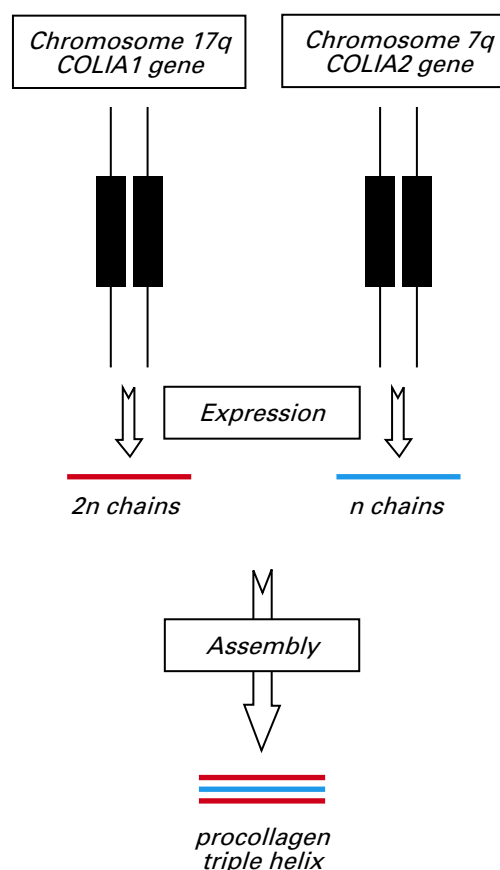 Chromosome 17q
COLIA1 gene
Chromosome 7q
COLIA2 gene
Expression
2n chains
n chains
Assembly
procollagen
triple helix